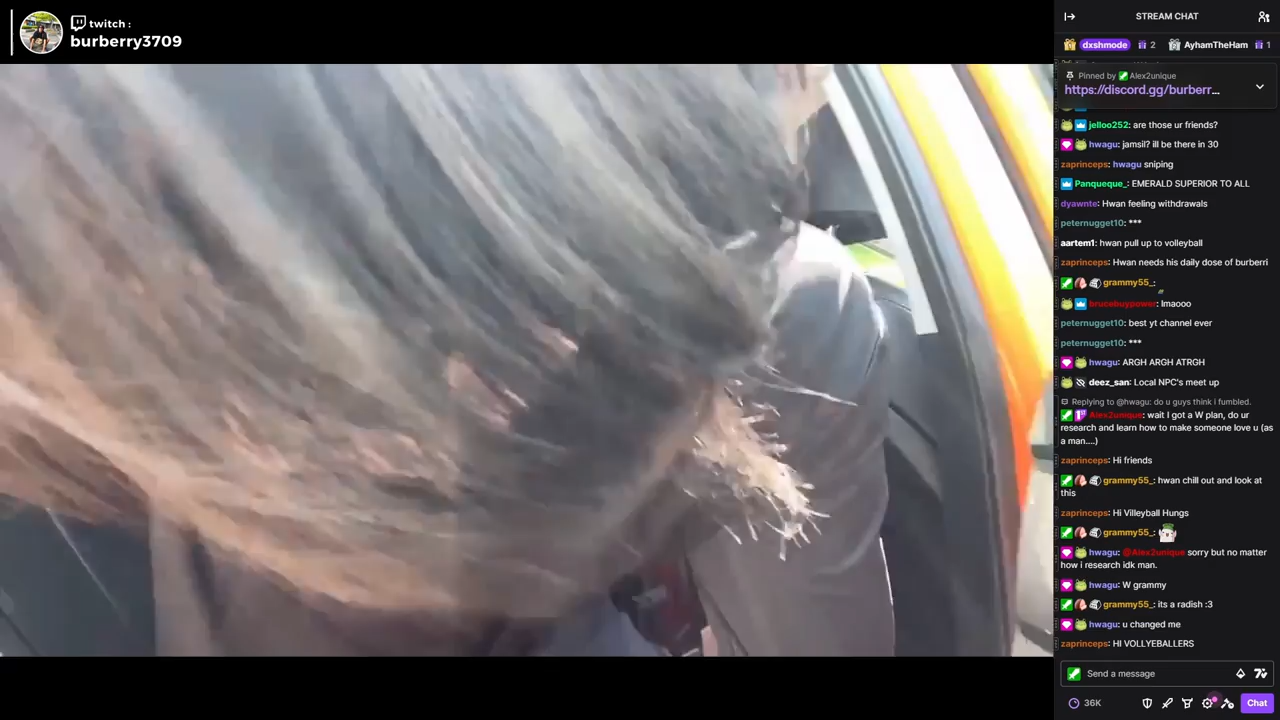 twitch :
burberry3709
STREAM CHAT
dxshmode 2 AyhamTheHam 1
Pinned by Alex2unique
https://discord.gg/burberr...
jelloo252: are those ur friends?
hwagu: jamsil? ill be there in 30
zaprinceps: hwagu sniping
Panqueque_: EMERALD SUPERIOR TO ALL
dyawnte: Hwan feeling withdrawals
peternugget10: ***
aartem1: hwan pull up to volleyball
zaprinceps: Hwan needs his daily dose of burberri
grammy55_:
brucebuypower: lmaooo
peternugget10: best yt channel ever
peternugget10: ***
hwagu: ARGH ARGH ATRGH
deez_san: Local NPC's meet up
Replying to @hwagu: do u guys think i fumbled.
Alex2unique: wait I got a W plan, do ur
research and learn how to make someone love u (as
a man....)
zaprinceps: Hi friends
grammy55_: hwan chill out and look at
this
zaprinceps: Hi Villeyball Hungs
grammy55_:
hwagu: @Alex2unique sorry but no matter
how i research idk man.
hwagu: W grammy
grammy55_: its a radish :3
hwagu: u changed me
zaprinceps: HI VOLLYEBALLERS
Send a message
36K
Chat